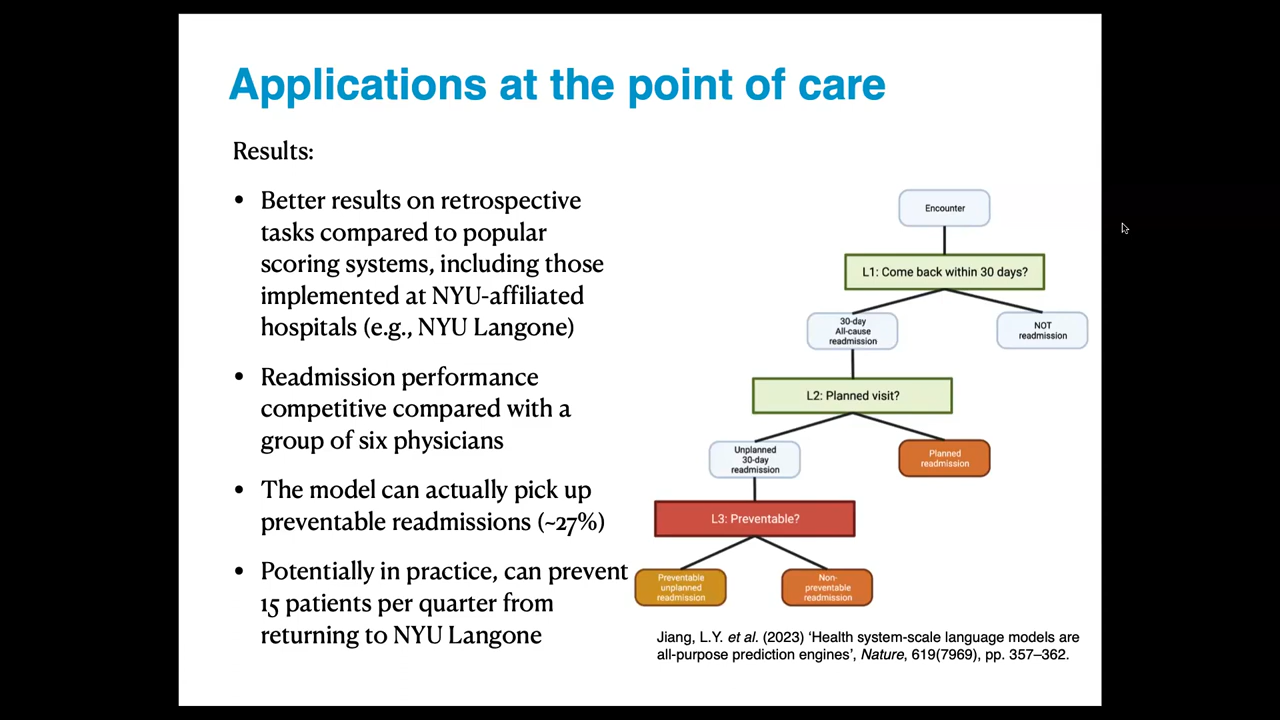 Applications at the point of care
Results:
• Better results on retrospective
tasks compared to popular
scoring systems, including those
implemented at NYU-affiliated
hospitals (e.g., NYU Langone)
• Readmission performance
competitive compared with a
group of six physicians
• The model can actually pick up
preventable readmissions (~27%)
• Potentially in practice, can prevent
15 patients per quarter from
returning to NYU Langone
Encounter
L1: Come back within 30 days?
30-day
All-cause
readmission
NOT
readmission
L2: Planned visit?
Unplanned
30-day
readmission
Planned
readmission
L3: Preventable?
Preventable
unplanned
readmission
Non-
preventable
readmission
Jiang, L.Y. et al. (2023) ‘Health system-scale language models are
all-purpose prediction engines’, Nature, 619(7969), pp. 357–362.